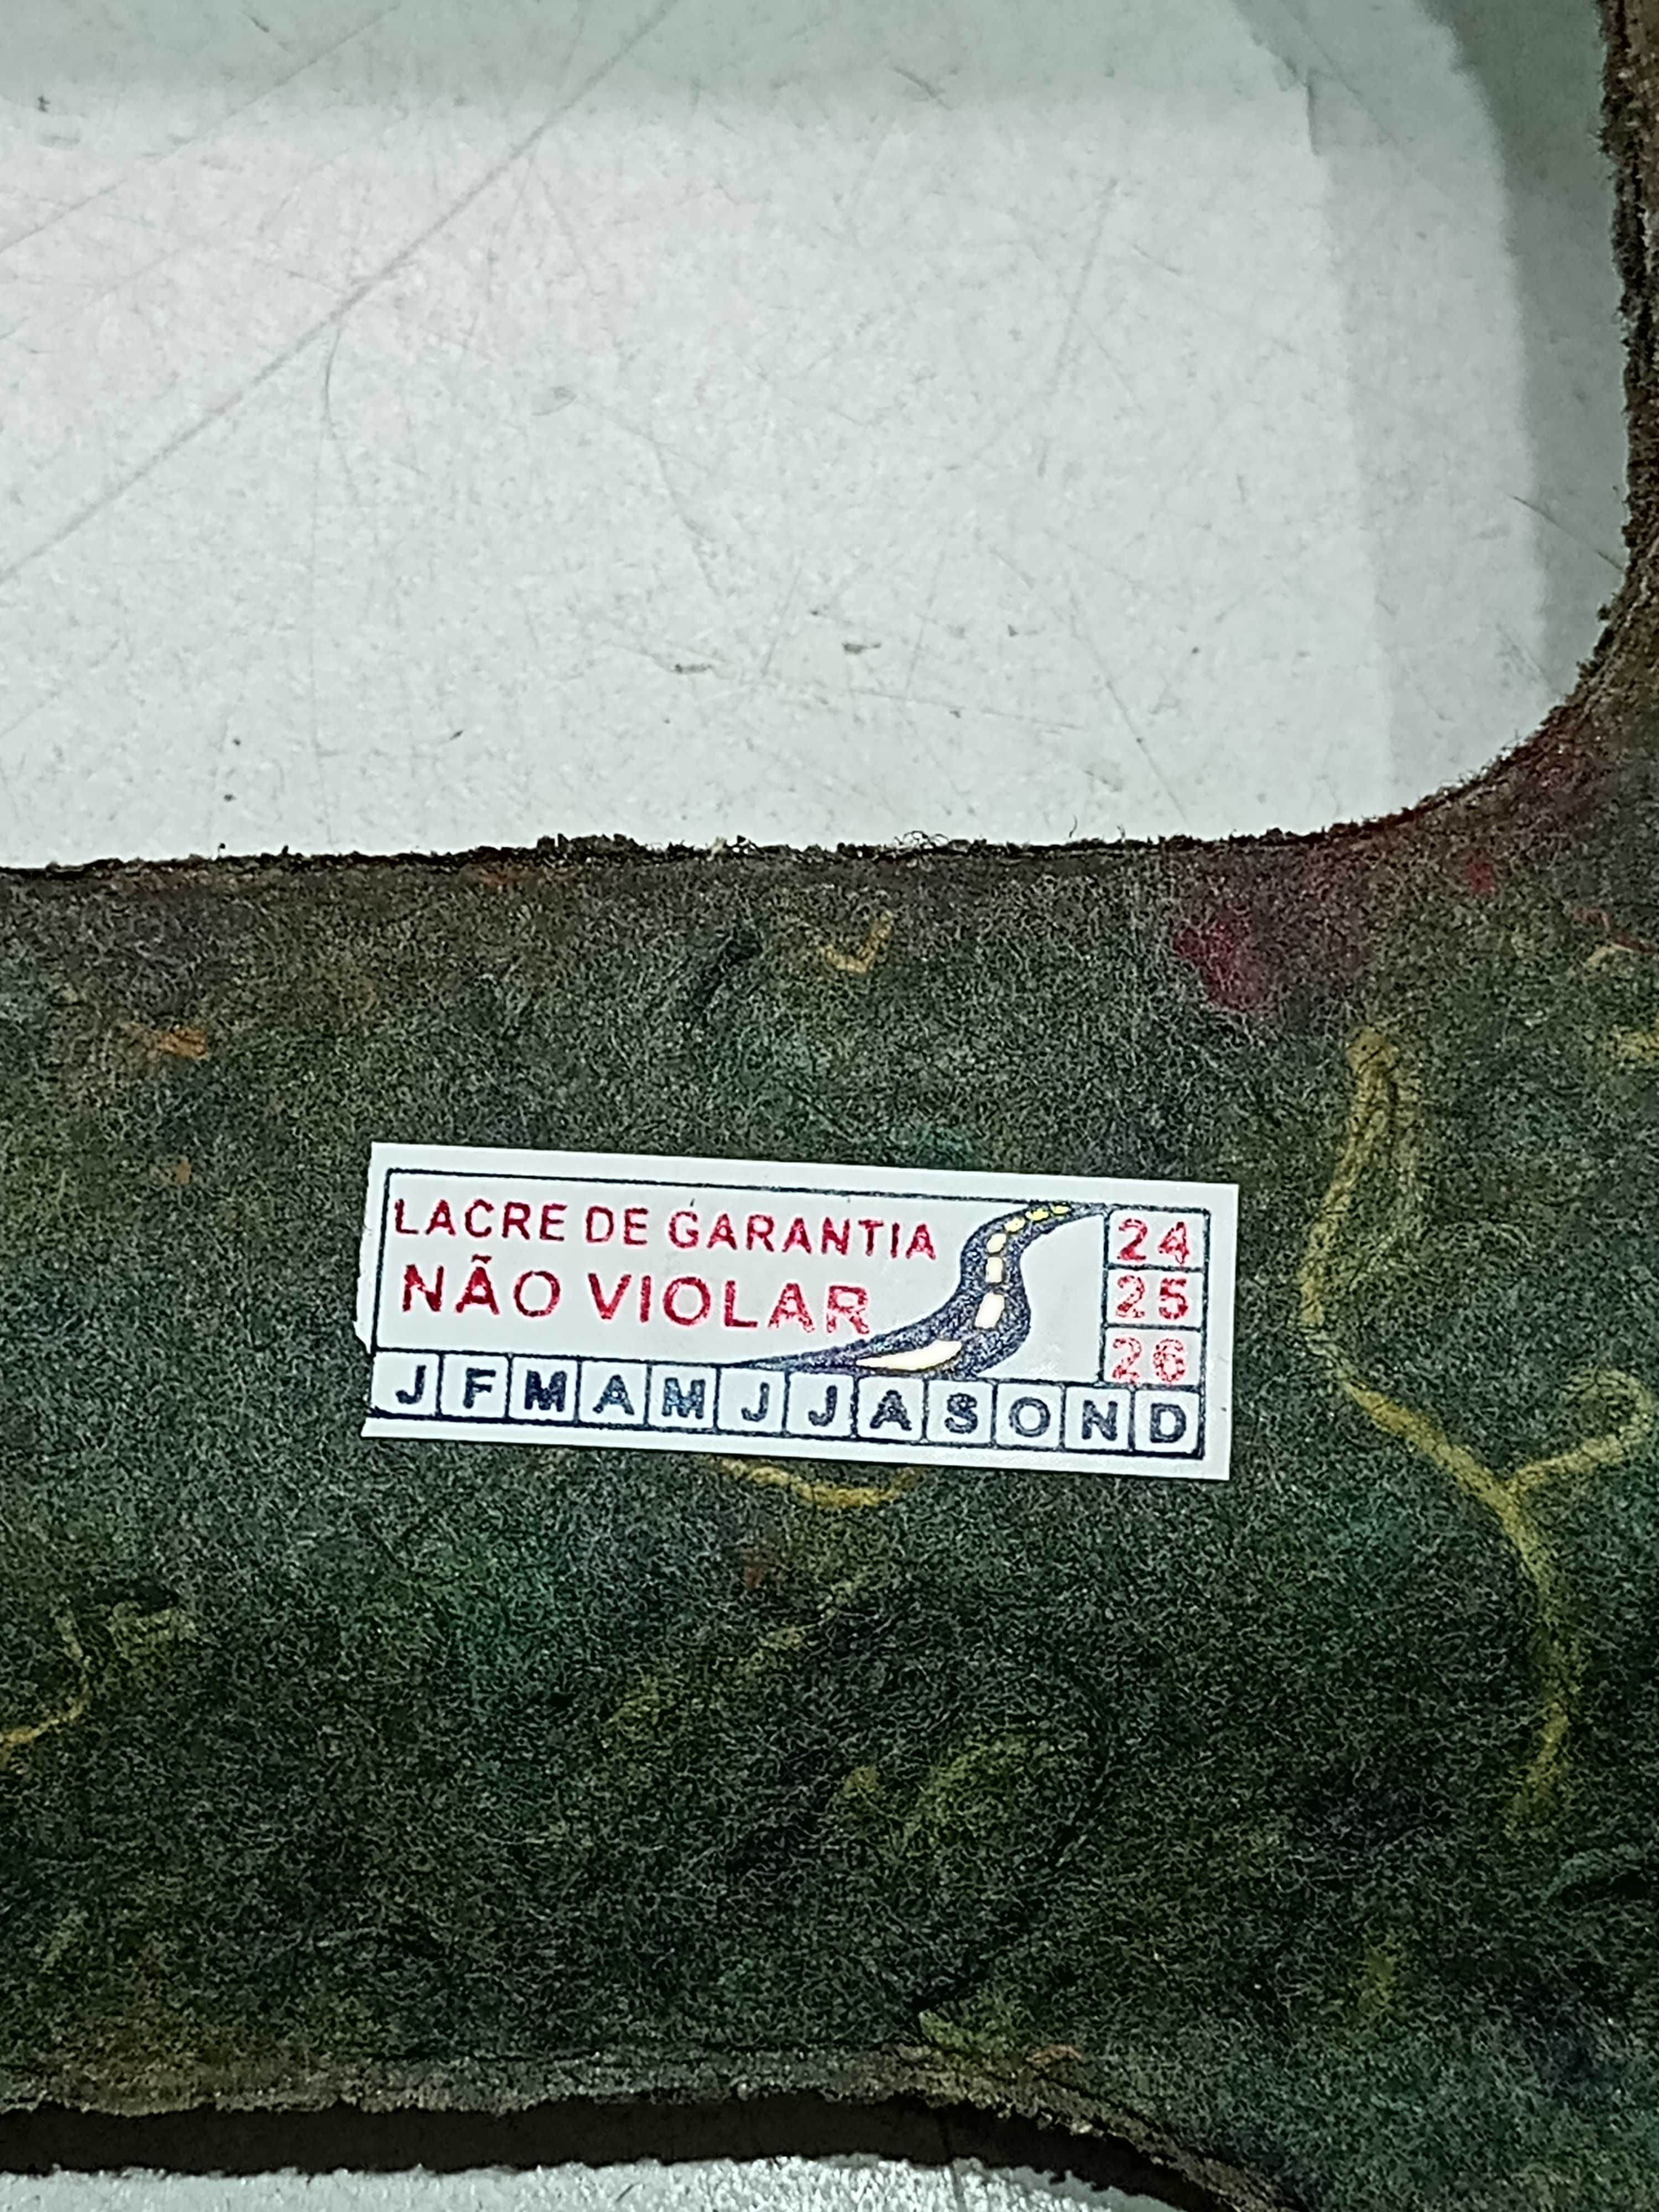 LACRE DE GARANTIA
NÃO VIOLAR
24
25
26
J F M A M J J A S O N D